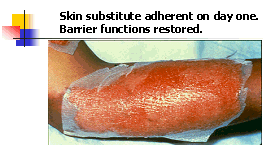 Skin substitute adherent on day one.
Barrier functions restored.